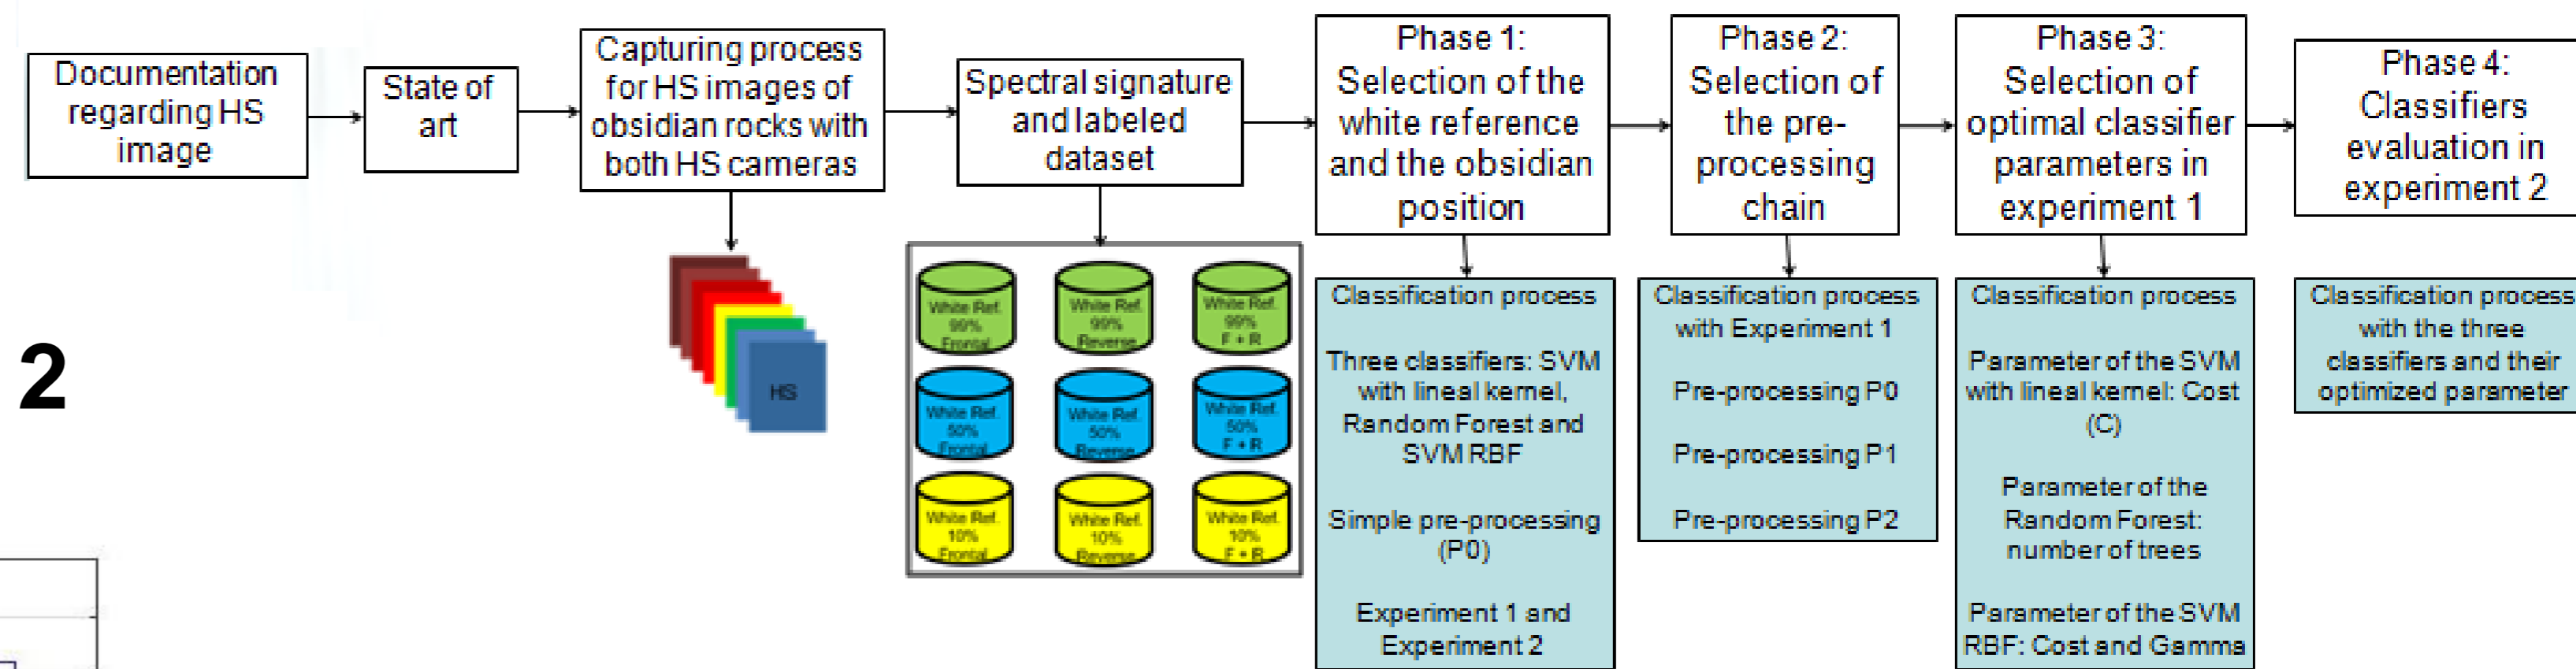 Documentation
regarding HS
image
State of
art
Capturing process
for HS images of
obsidian rocks with
both HS cameras
Spectral signature
and labeled
dataset
Phase 1:
Selection of the
white reference
and the obsidian
position
Phase 2:
Selection of
the pre-
processing
chain
Phase 3:
Selection of
optimal classifier
parameters in
experiment 1
Phase 4:
Classifiers
evaluation in
experiment 2
2
HS
White Ref.
99%
Frontal
White Ref.
99%
Reverse
White Ref.
99%
F + R
White Ref.
50%
Frontal
White Ref.
50%
Reverse
White Ref.
50%
F + R
White Ref.
10%
Frontal
White Ref.
10%
Reverse
White Ref.
10%
F + R
Classification process
Three classifiers: SVM
with lineal kernel,
Random Forest and
SVM RBF
Simple pre-processing
(P0)
Experiment 1 and
Experiment 2
Classification process
with Experiment 1
Pre-processing P0
Pre-processing P1
Pre-processing P2
Classification process
Parameter of the SVM
with lineal kernel: Cost
(C)
Parameter of the
Random Forest:
number of trees
Parameter of the SVM
RBF: Cost and Gamma
Classification process
with the three
classifiers and their
optimized parameter